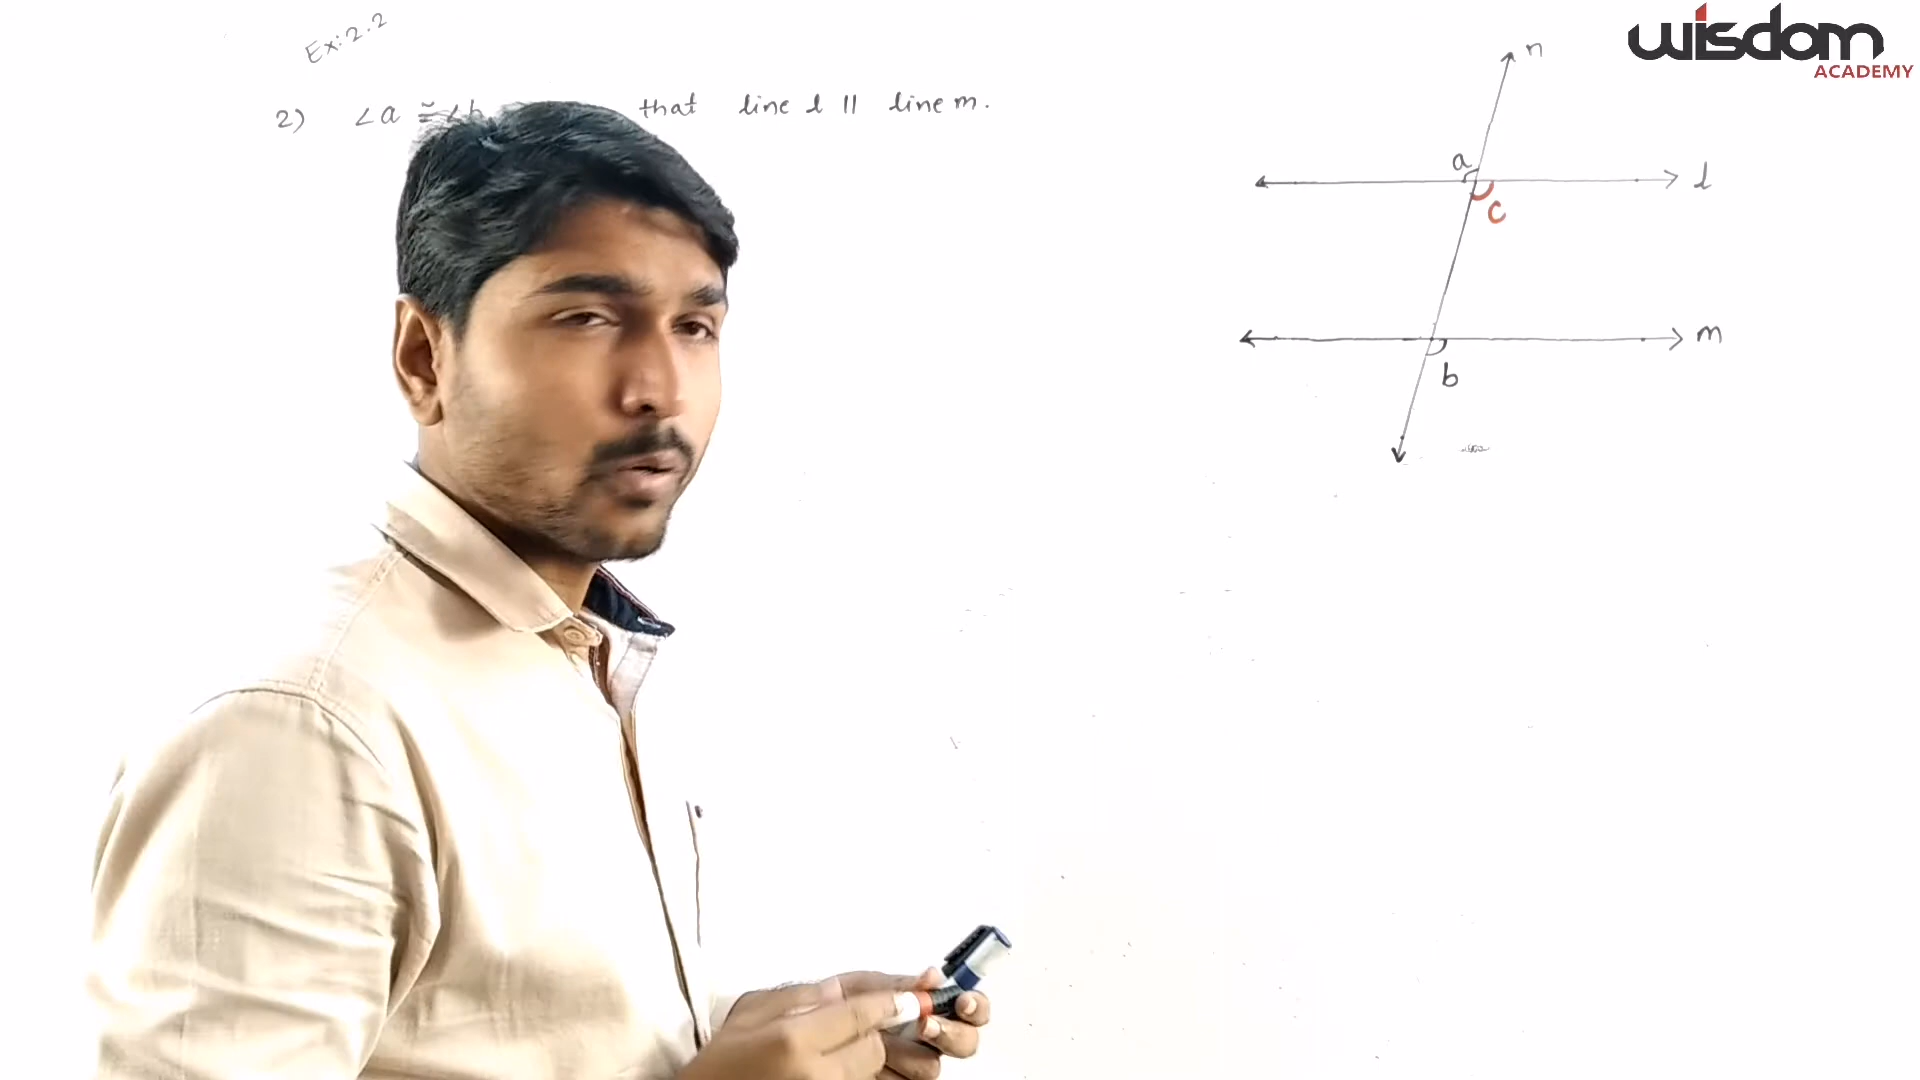 Ex:2.2
wisdom
ACADEMY
2) ∠a ≅ ∠b that line l || line m.
n
a
l
c
m
b